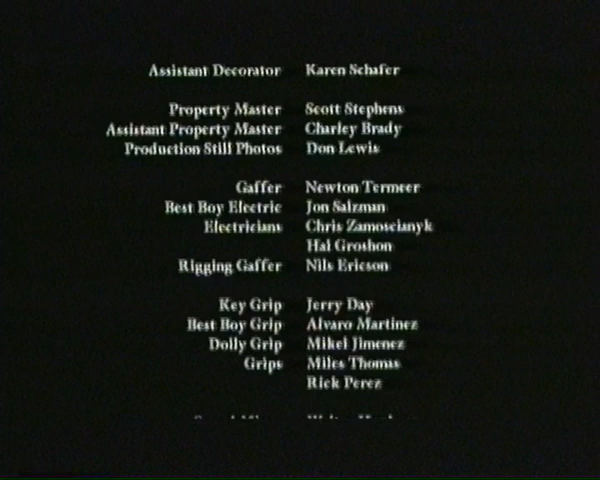 Assistant Decorator Karen Schafer
Property Master Scott Stephens
Assistant Property Master Charley Brady
Production Still Photos Don Lewis
Gaffer Newton Termeer
Best Boy Electric Jon Salzman
Electricians Chris Zamoscianyk
Hal Groshon
Rigging Gaffer Nils Ericson
Key Grip Jerry Day
Best Boy Grip Alvaro Martinez
Dolly Grip Mikel Jimenez
Grips Miles Thomas
Rick Perez